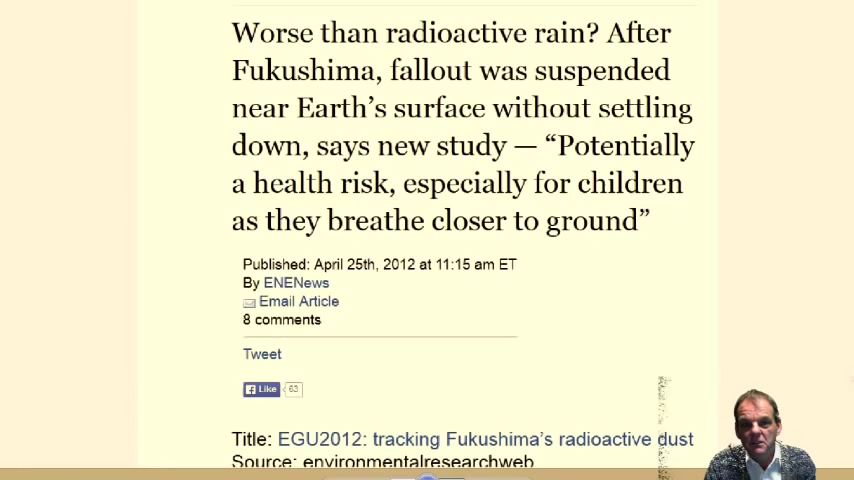 Worse than radioactive rain? After
Fukushima, fallout was suspended
near Earth’s surface without settling
down, says new study — “Potentially
a health risk, especially for children
as they breathe closer to ground”
Published: April 25th, 2012 at 11:15 am ET
By ENENews
Email Article
8 comments
Tweet
Like 63
Title: EGU2012: tracking Fukushima’s radioactive dust
Source: environmentalresearchweb